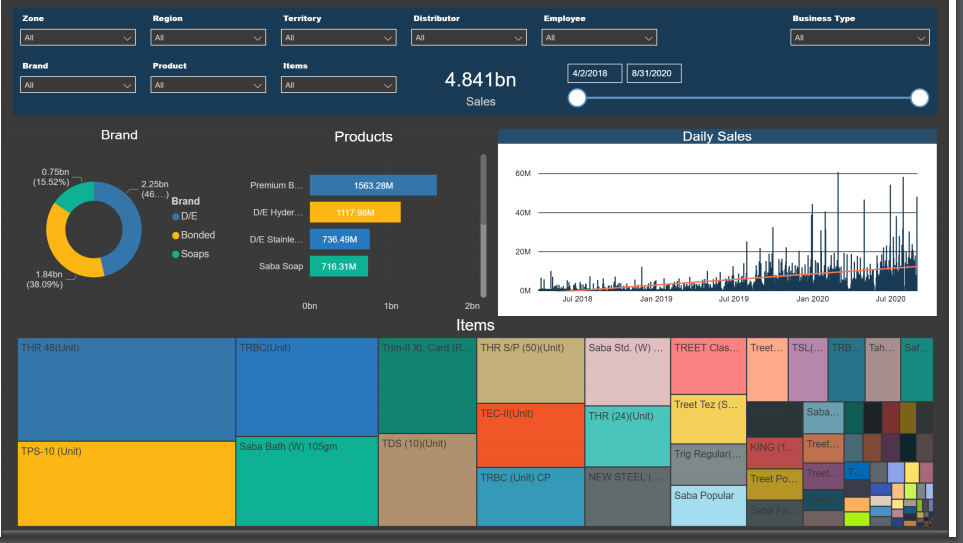 Zone Region Territory Distributor Employee Business Type
All All All All All All
Brand Product Items
All All All
4.841bn
Sales
4/2/2018 8/31/2020
Brand
0.75bn
(15.52%)
2.25bn
(46....)
1.84bn
(38.09%)
Brand
D/E
Bonded
Soaps
Products
Premium B... 1563.28M
D/E Hyder... 1117.98M
D/E Stainle... 736.49M
Saba Soap 716.31M
0bn 1bn 2bn
Daily Sales
60M
40M
20M
0M
Jul 2018 Jan 2019 Jul 2019 Jan 2020 Jul 2020
Items
THR 48(Unit) TRBC(Unit) Trim-II XL Card (R... THR S/P (50)(Unit) Saba Std. (W) ... TREET Clas... Treet... TSL(... TRB... Tah... Saf...
Treet Tez (S... Saba...
TEC-II(Unit) THR (24)(Unit)
TPS-10 (Unit) Saba Bath (W) 105gm TDS (10)(Unit) Trig Regular(... KING (1... Treet...
TRBC (Unit) CP NEW STEEL (... Treet Po... Treet... T...
Saba Popular
Saba Fa...